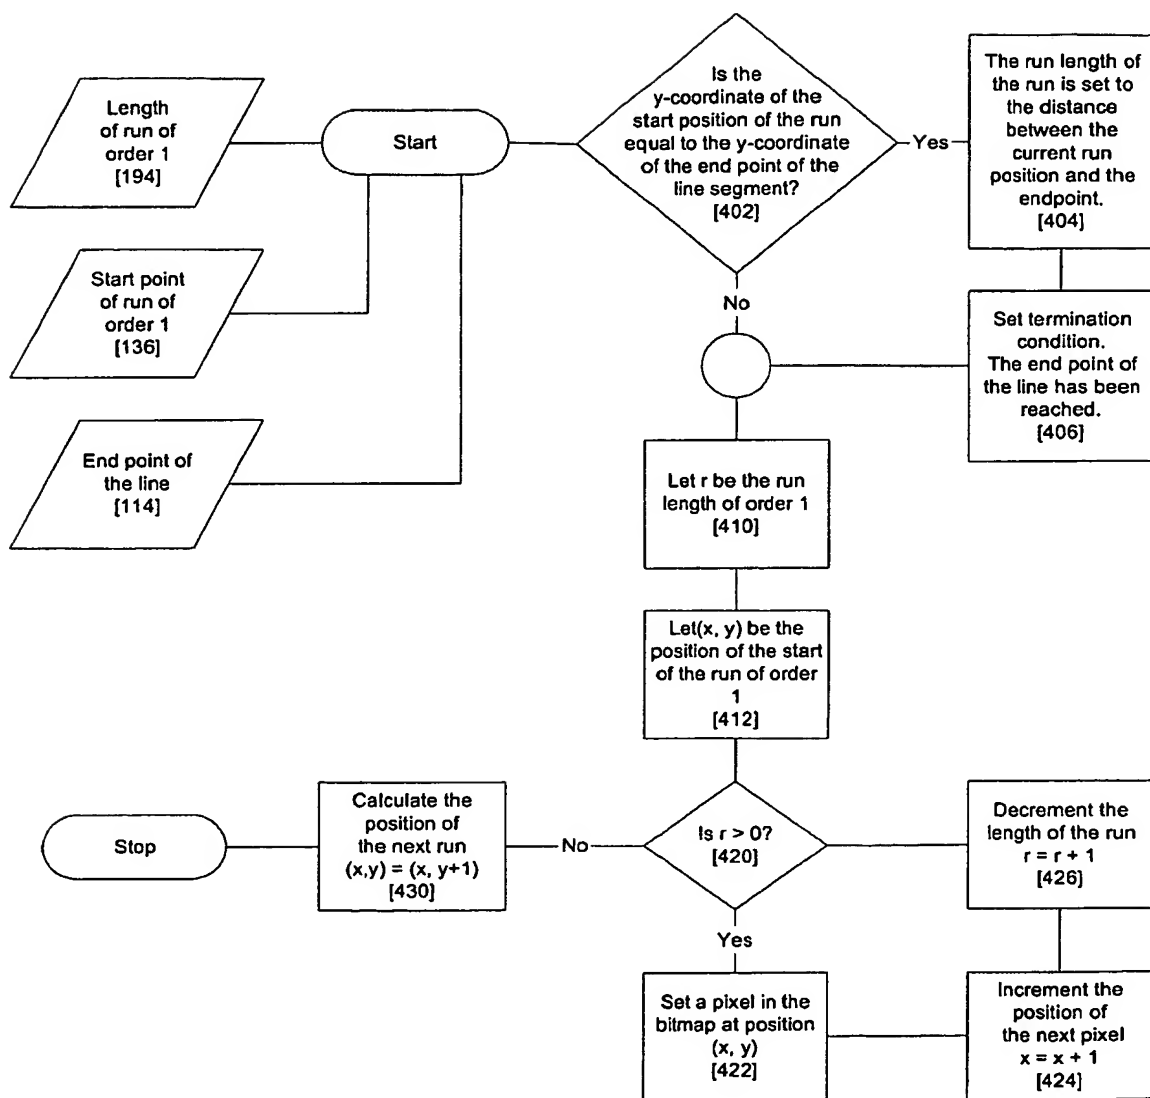 Length
of run of
order 1
[194]
Start
Is the
y-coordinate of the
start position of the run
equal to the y-coordinate
of the end point of the
line segment?
[402]
Yes
The run length of
the run is set to
the distance
between the
current run
position and the
endpoint.
[404]
Start point
of run of
order 1
[136]
No
Set termination
condition.
The end point of
the line has been
reached.
[406]
End point of
the line
[114]
Let r be the run
length of order 1
[410]
Let(x, y) be the
position of the start
of the run of order
1
[412]
Stop
Calculate the
position of
the next run
(x,y) = (x, y+1)
[430]
No
Is r > 0?
[420]
Decrement the
length of the run
r = r + 1
[426]
Yes
Set a pixel in the
bitmap at position
(x, y)
[422]
Increment the
position of
the next pixel
x = x + 1
[424]